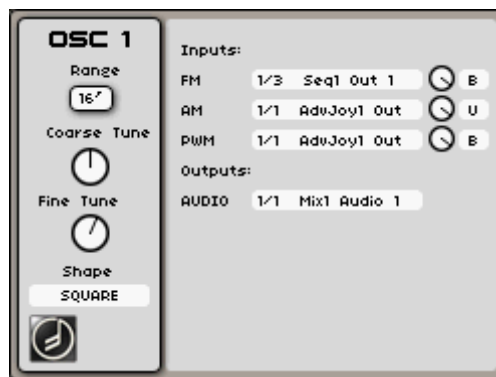 OSC 1
Range
16'
Coarse Tune
Fine Tune
Shape
SQUARE
Inputs:
FM 1/3 Seq1 Out 1 B
AM 1/1 AdvJoy1 Out U
PWM 1/1 AdvJoy1 Out B
Outputs:
AUDIO 1/1 Mix1 Audio 1